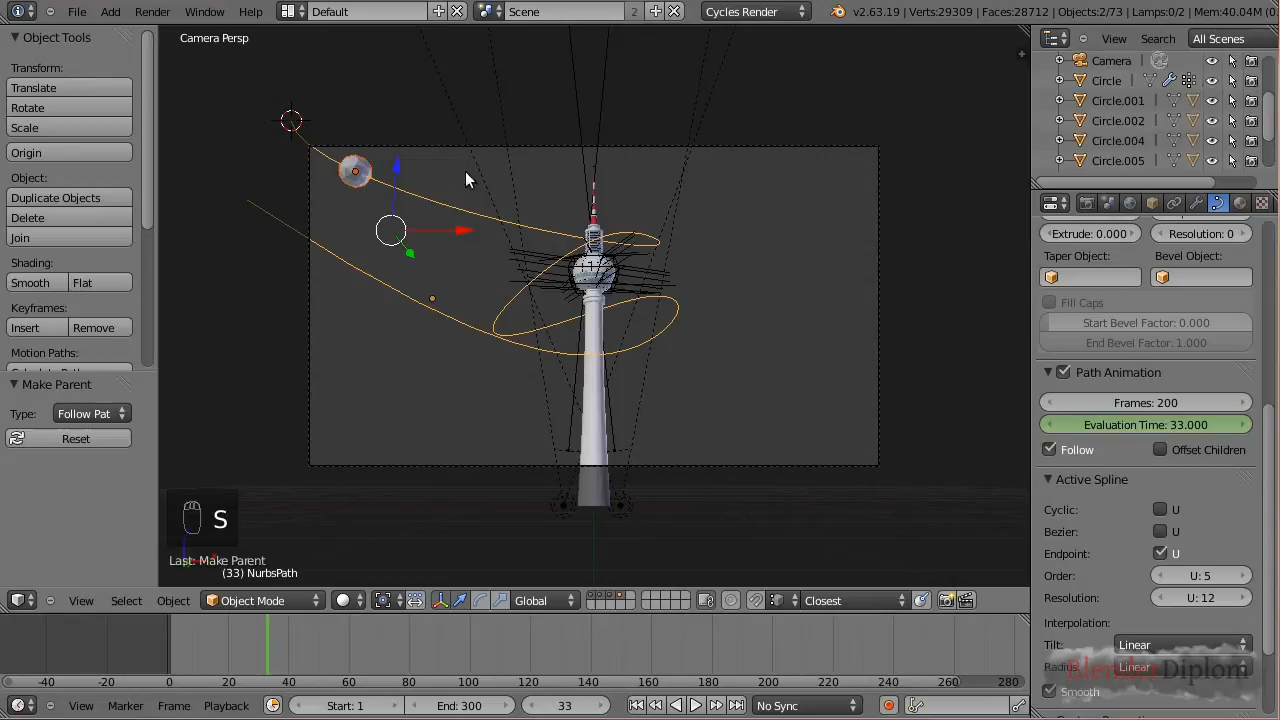 File Add Render Window Help Default Scene 2 Cycles Render v2.63.19 | Verts:29309 | Faces:28712 | Objects:2/73 | Lamps:0/2 | Mem:40.04M (0
Object Tools
Transform:
Translate
Rotate
Scale
Origin
Object:
Duplicate Objects
Delete
Join
Shading:
Smooth Flat
Keyframes:
Insert Remove
Motion Paths:
Make Parent
Type: Follow Pat
Reset
Camera Persp
S
Last: Make Parent
(33) NurbsPath
View Select Object Object Mode Global Closest
View Search All Scenes
Camera
Circle
Circle.001
Circle.002
Circle.004
Circle.005
Extrude: 0.000 Resolution: 0
Taper Object: Bevel Object:
Fill Caps
Start Bevel Factor: 0.000
End Bevel Factor: 1.000
Path Animation
Frames: 200
Evaluation Time: 33.000
Follow Offset Children
Active Spline
Cyclic: U
Bezier: U
Endpoint: U
Order: U: 5
Resolution: U: 12
Interpolation:
Tilt: Linear
Radius: Linear
BlenderDiplom
Smooth
-40 -20 0 20 40 60 80 100 120 140 160 180 200 220 240 260 280
View Marker Frame Playback Start: 1 End: 300 33 No Sync